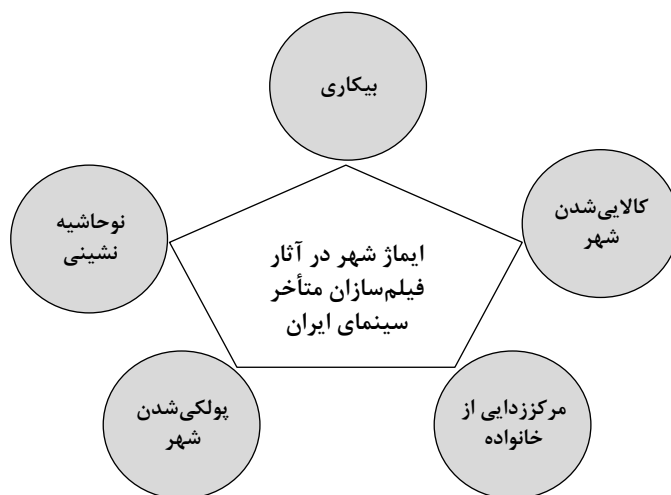 بیکاری
کالایی‌شدن
شهر
نوحاشیه
نشینی
ایماژ شهر در آثار
فیلم‌سازان متأخر
سینمای ایران
مرکززدایی از
خانواده
پولکی‌شدن
شهر